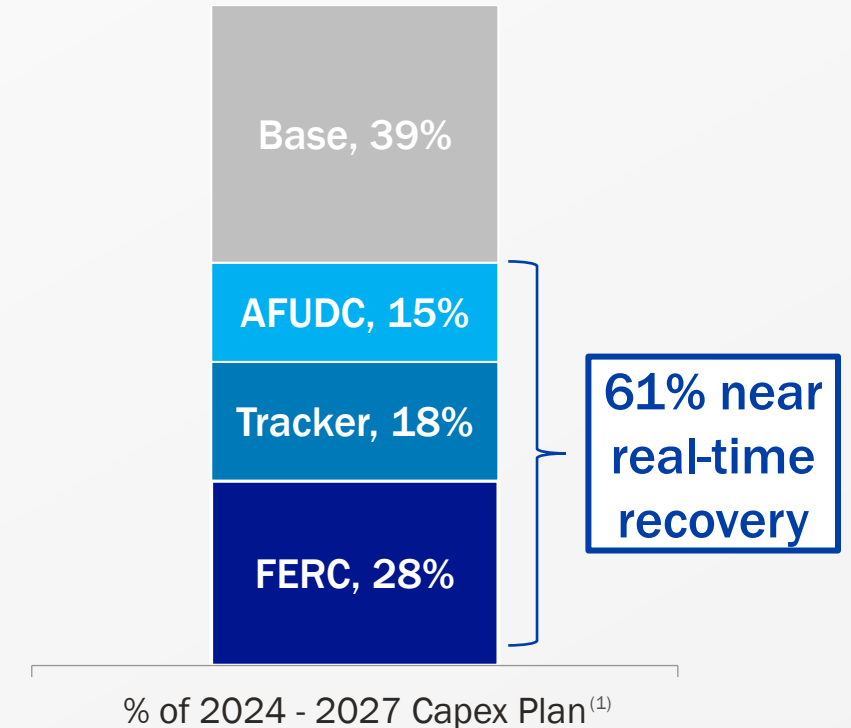 Base, 39%
AFUDC, 15%
Tracker, 18%
FERC, 28%
61% near
real-time
recovery
% of 2024 - 2027 Capex Plan(1)